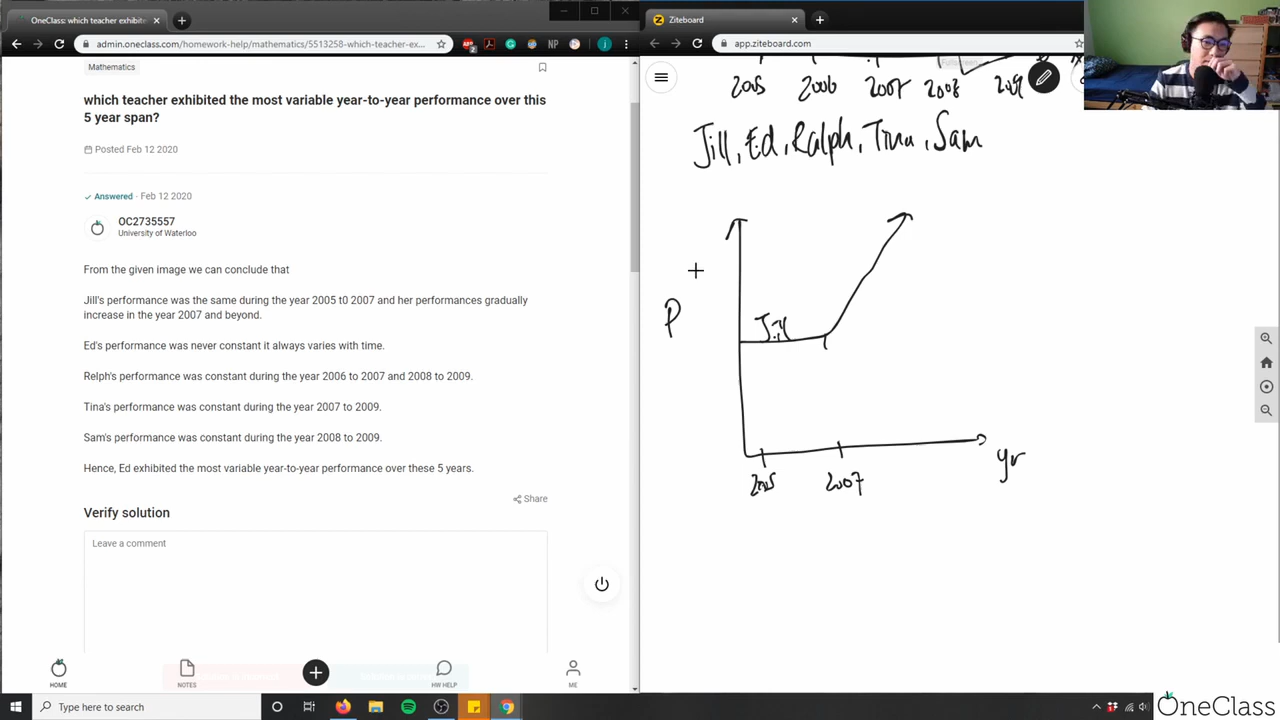 OneClass: which teacher exhibite
admin.oneclass.com/homework-help/mathematics/5513258-which-teacher-ex...
NP
j
Mathematics
which teacher exhibited the most variable year-to-year performance over this
5 year span?
Posted Feb 12 2020
Answered · Feb 12 2020
OC2735557
University of Waterloo
From the given image we can conclude that
Jill's performance was the same during the year 2005 t0 2007 and her performances gradually
increase in the year 2007 and beyond.
Ed's performance was never constant it always varies with time.
Relph's performance was constant during the year 2006 to 2007 and 2008 to 2009.
Tina's performance was constant during the year 2007 to 2009.
Sam's performance was constant during the year 2008 to 2009.
Hence, Ed exhibited the most variable year-to-year performance over these 5 years.
Share
Verify solution
Leave a comment
HOME
NOTES
HW HELP
ME
Type here to search
Ziteboard
app.ziteboard.com
Fullscreen
2005 2006 2007 2008 2009
Jill, Ed, Ralph, Tina, Sam
P
Jill
yr
2005 2007
OneClass